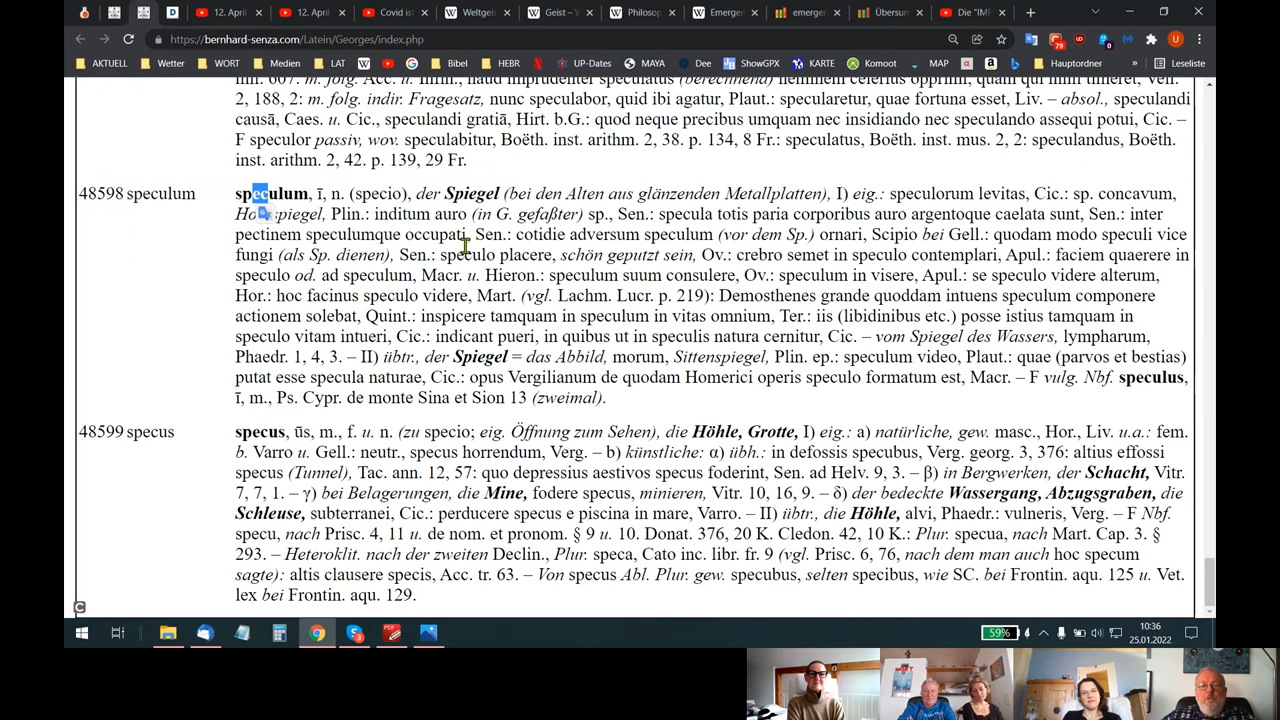 12. April
12. April
Covid ist
Weltgeis
Geist – V
Philosop
Emergen
emerger
Übersun
Die "IMP
https://bernhard-senza.com/Latein/Georges/index.php
79
0
U
AKTUELL Wetter WORT Medien LAT G Bibel HEBR UP-Dates MAYA Dee ShowGPX KARTE Komoot MAP Hauptordner » Leseliste
2, 188, 2: m. folg. indir. Fragesatz, nunc speculabor, quid ibi agatur, Plaut.: specularetur, quae fortuna esset, Liv. – absol., speculandi
causā, Caes. u. Cic., speculandi gratiā, Hirt. b.G.: quod neque precibus umquam nec insidiando nec speculando assequi potui, Cic. –
F speculor passiv, wov. speculabitur, Boëth. inst. arithm. 2, 38. p. 134, 8 Fr.: speculatus, Boëth. inst. mus. 2, 2: speculandus, Boëth.
inst. arithm. 2, 42. p. 139, 29 Fr.
48598 speculum
speculum, ī, n. (specio), der Spiegel (bei den Alten aus glänzenden Metallplatten), I) eig.: speculorum levitas, Cic.: sp. concavum,
spiegel, Plin.: inditum auro (in G. gefaßter) sp., Sen.: specula totis paria corporibus auro argentoque caelata sunt, Sen.: inter
pectinem speculumque occupati, Sen.: cotidie adversum speculum (vor dem Sp.) ornari, Scipio bei Gell.: quodam modo speculi vice
fungi (als Sp. dienen), Sen.: speculo placere, schön geputzt sein, Ov.: crebro semet in speculo contemplari, Apul.: faciem quaerere in
speculo od. ad speculum, Macr. u. Hieron.: speculum suum consulere, Ov.: speculum in visere, Apul.: se speculo videre alterum,
Hor.: hoc facinus speculo videre, Mart. (vgl. Lachm. Lucr. p. 219): Demosthenes grande quoddam intuens speculum componere
actionem solebat, Quint.: inspicere tamquam in speculum in vitas omnium, Ter.: iis (libidinibus etc.) posse istius tamquam in
speculo vitam intueri, Cic.: indicant pueri, in quibus ut in speculis natura cernitur, Cic. – vom Spiegel des Wassers, lympharum,
Phaedr. 1, 4, 3. – II) übtr., der Spiegel = das Abbild, morum, Sittenspiegel, Plin. ep.: speculum video, Plaut.: quae (parvos et bestias)
putat esse specula naturae, Cic.: opus Vergilianum de quodam Homerici operis speculo formatum est, Macr. – F vulg. Nbf. speculus,
ī, m., Ps. Cypr. de monte Sina et Sion 13 (zweimal).
48599 specus
specus, ūs, m., f. u. n. (zu specio; eig. Öffnung zum Sehen), die Höhle, Grotte, I) eig.: a) natürliche, gew. masc., Hor., Liv. u.a.: fem.
b. Varro u. Gell.: neutr., specus horrendum, Verg. – b) künstliche: α) übh.: in defossis specubus, Verg. georg. 3, 376: altius effossi
specus (Tunnel), Tac. ann. 12, 57: quo depressius aestivos specus foderint, Sen. ad Helv. 9, 3. – β) in Bergwerken, der Schacht, Vitr.
7, 7, 1. – γ) bei Belagerungen, die Mine, fodere specus, minieren, Vitr. 10, 16, 9. – δ) der bedeckte Wassergang, Abzugsgraben, die
Schleuse, subterranei, Cic.: perducere specus e piscina in mare, Varro. – II) übtr., die Höhle, alvi, Phaedr.: vulneris, Verg. – F Nbf.
specu, nach Prisc. 4, 11 u. de nom. et pronom. § 9 u. 10. Donat. 376, 20 K. Cledon. 42, 10 K.: Plur. specua, nach Mart. Cap. 3. §
293. – Heteroklit. nach der zweiten Declin., Plur. speca, Cato inc. libr. fr. 9 (vgl. Prisc. 6, 76, nach dem man auch hoc specum
sagte): altis clausere specis, Acc. tr. 63. – Von specus Abl. Plur. gew. specubus, selten specibus, wie SC. bei Frontin. aqu. 125 u. Vet.
lex bei Frontin. aqu. 129.
59%
10:36
25.01.2022